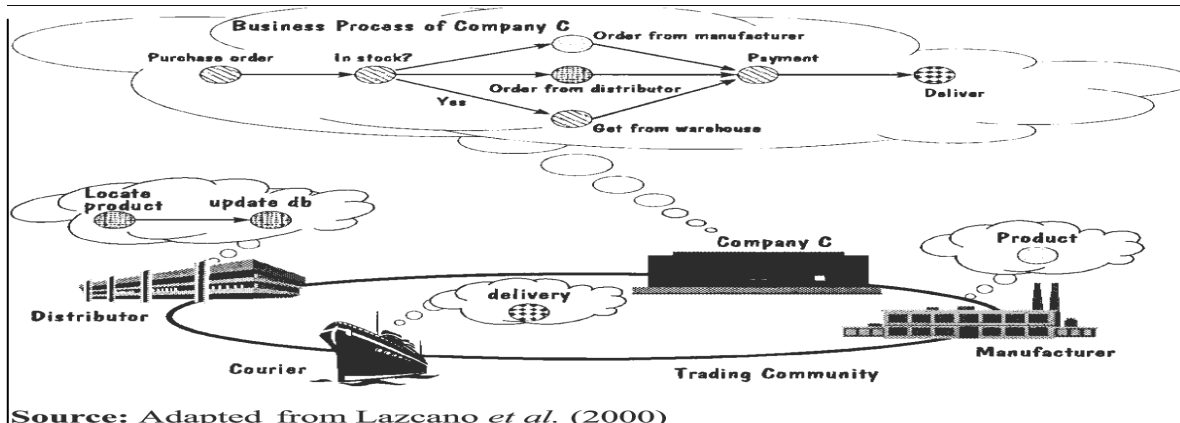 Business Process of Company C
Order from manufacturer
Purchase order
In stock?
Payment
Order from distributor
Deliver
Yes
Get from warehouse
Locate
product
update db
Company C
Product
delivery
Distributor
Courier
Manufacturer
Trading Community
Source: Adapted from Lazcano et al. (2000)